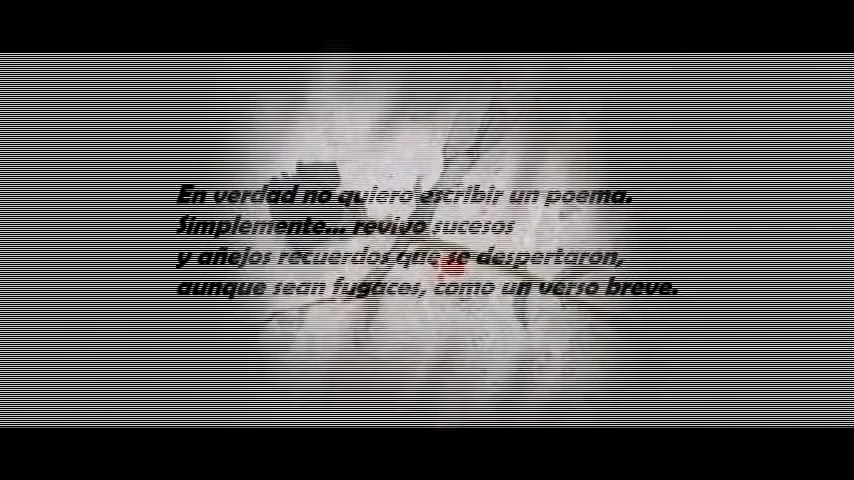 En verdad no quiero escribir un poema.
Simplemente... revivo sucesos
y añejos recuerdos que se despertaron,
aunque sean fugaces, como un verso breve.